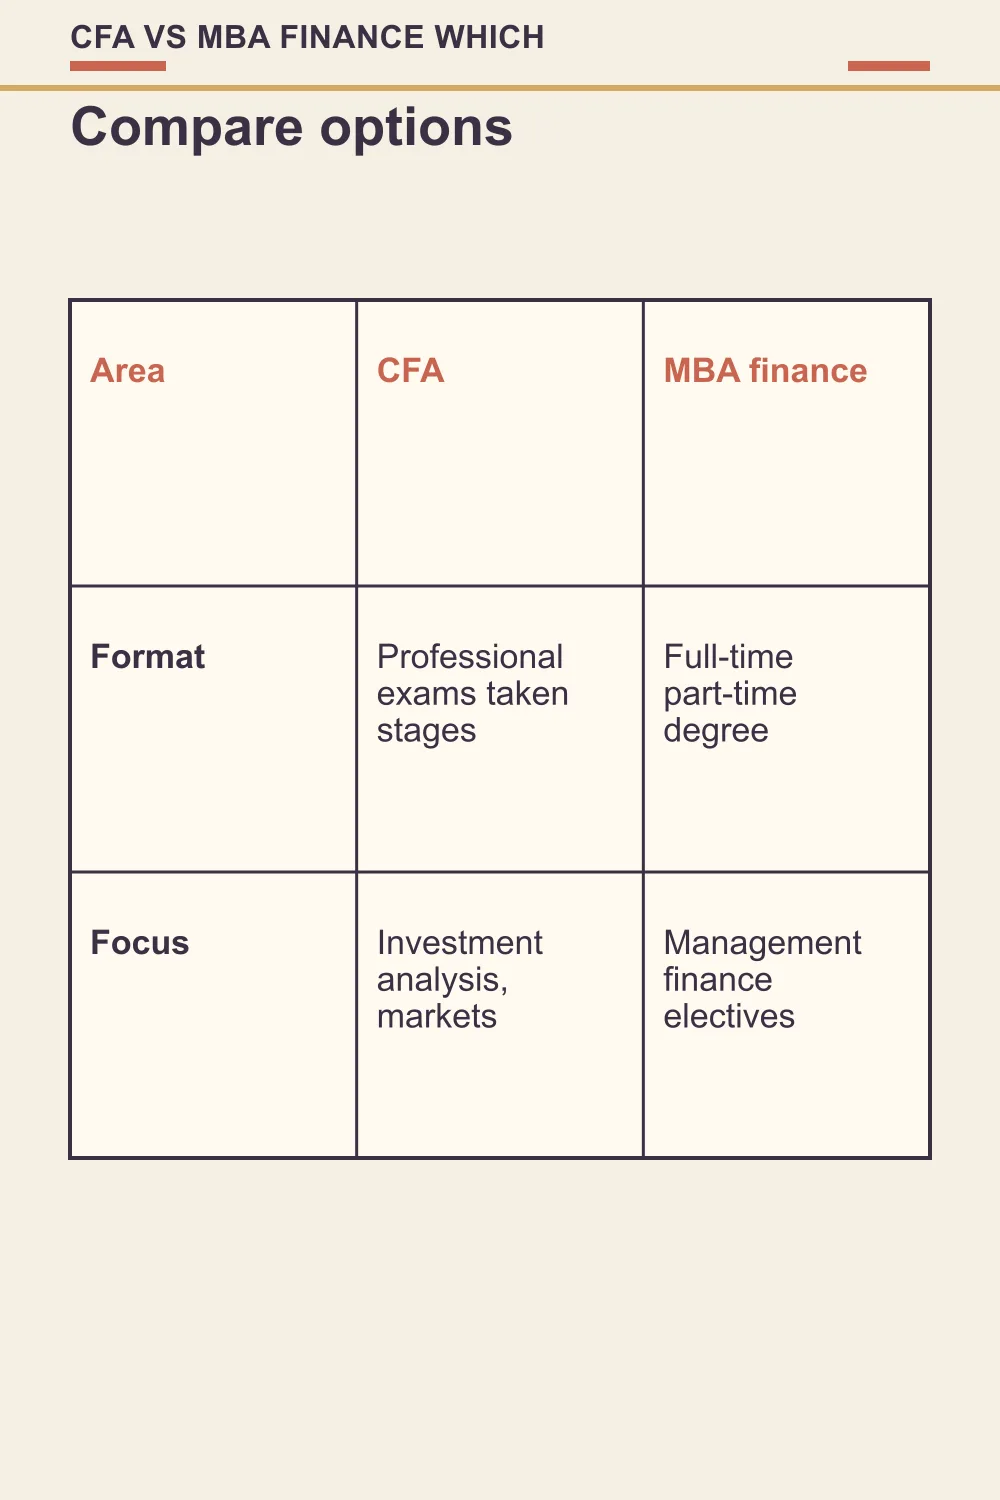 CFA VS MBA FINANCE WHICH
Compare options
Area
CFA
MBA finance
Format
Professional
exams taken
stages
Full-time
part-time
degree
Focus
Investment
analysis,
markets
Management
finance
electives